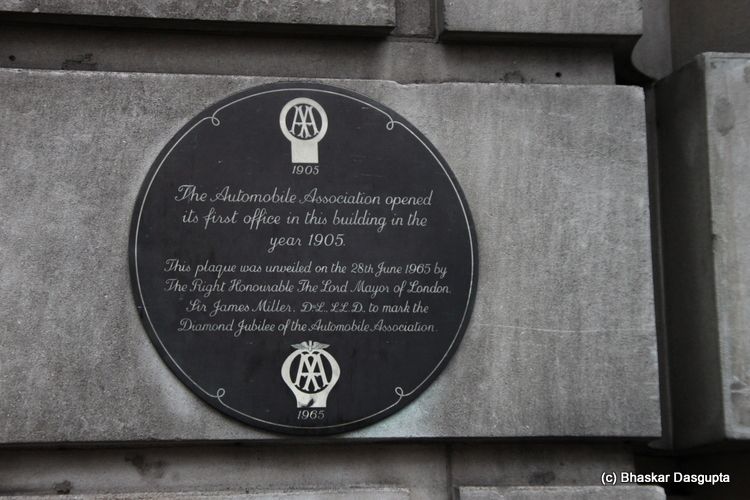 AA
1905
The Automobile Association opened
its first office in this building in the
year 1905.
This plaque was unveiled on the 28th June 1965 by
The Right Honourable The Lord Mayor of London,
Sir James Miller, D.L., LL.D., to mark the
Diamond Jubilee of the Automobile Association.
AA
1965
(c) Bhaskar Dasgupta